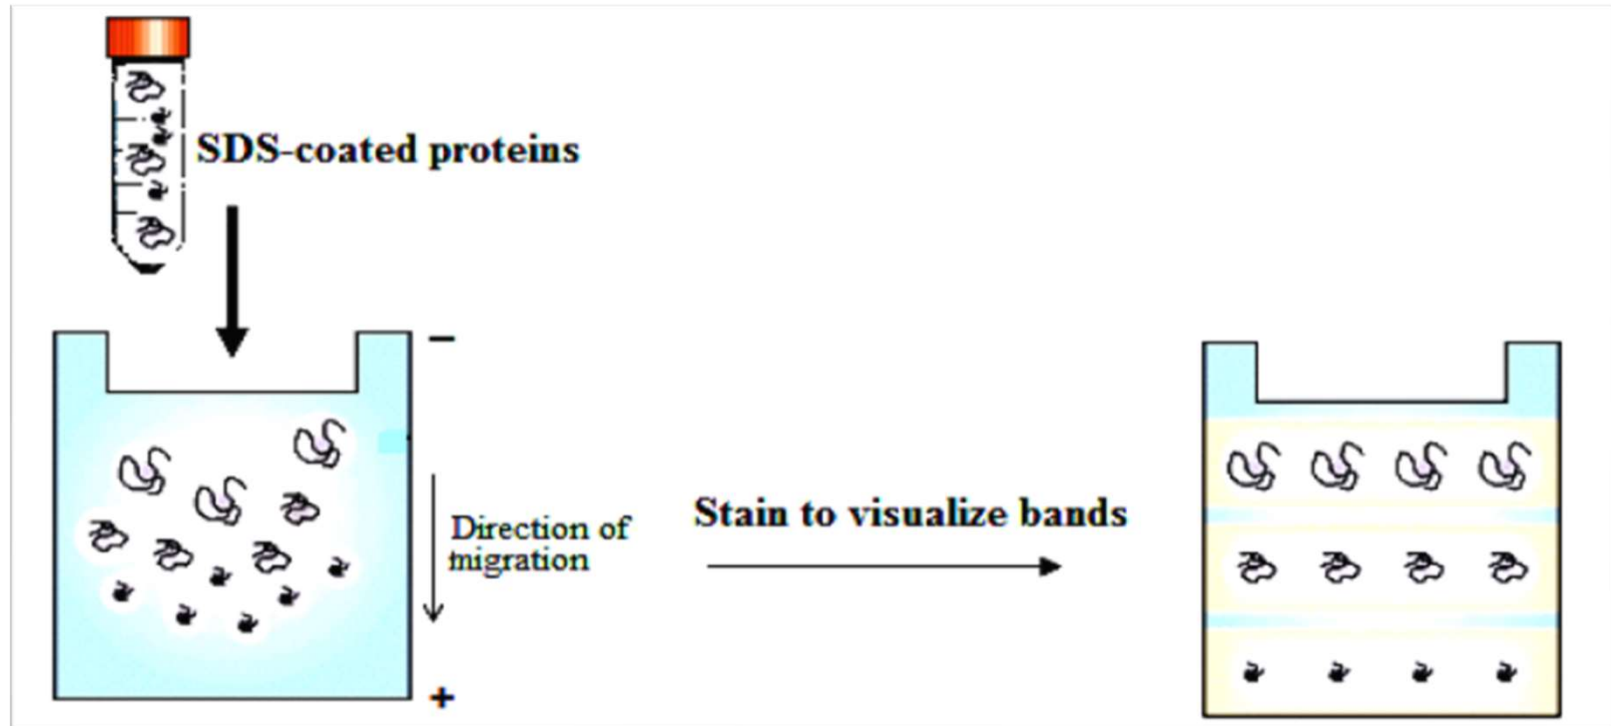 SDS-coated proteins
−
Direction of
migration
Stain to visualize bands
+